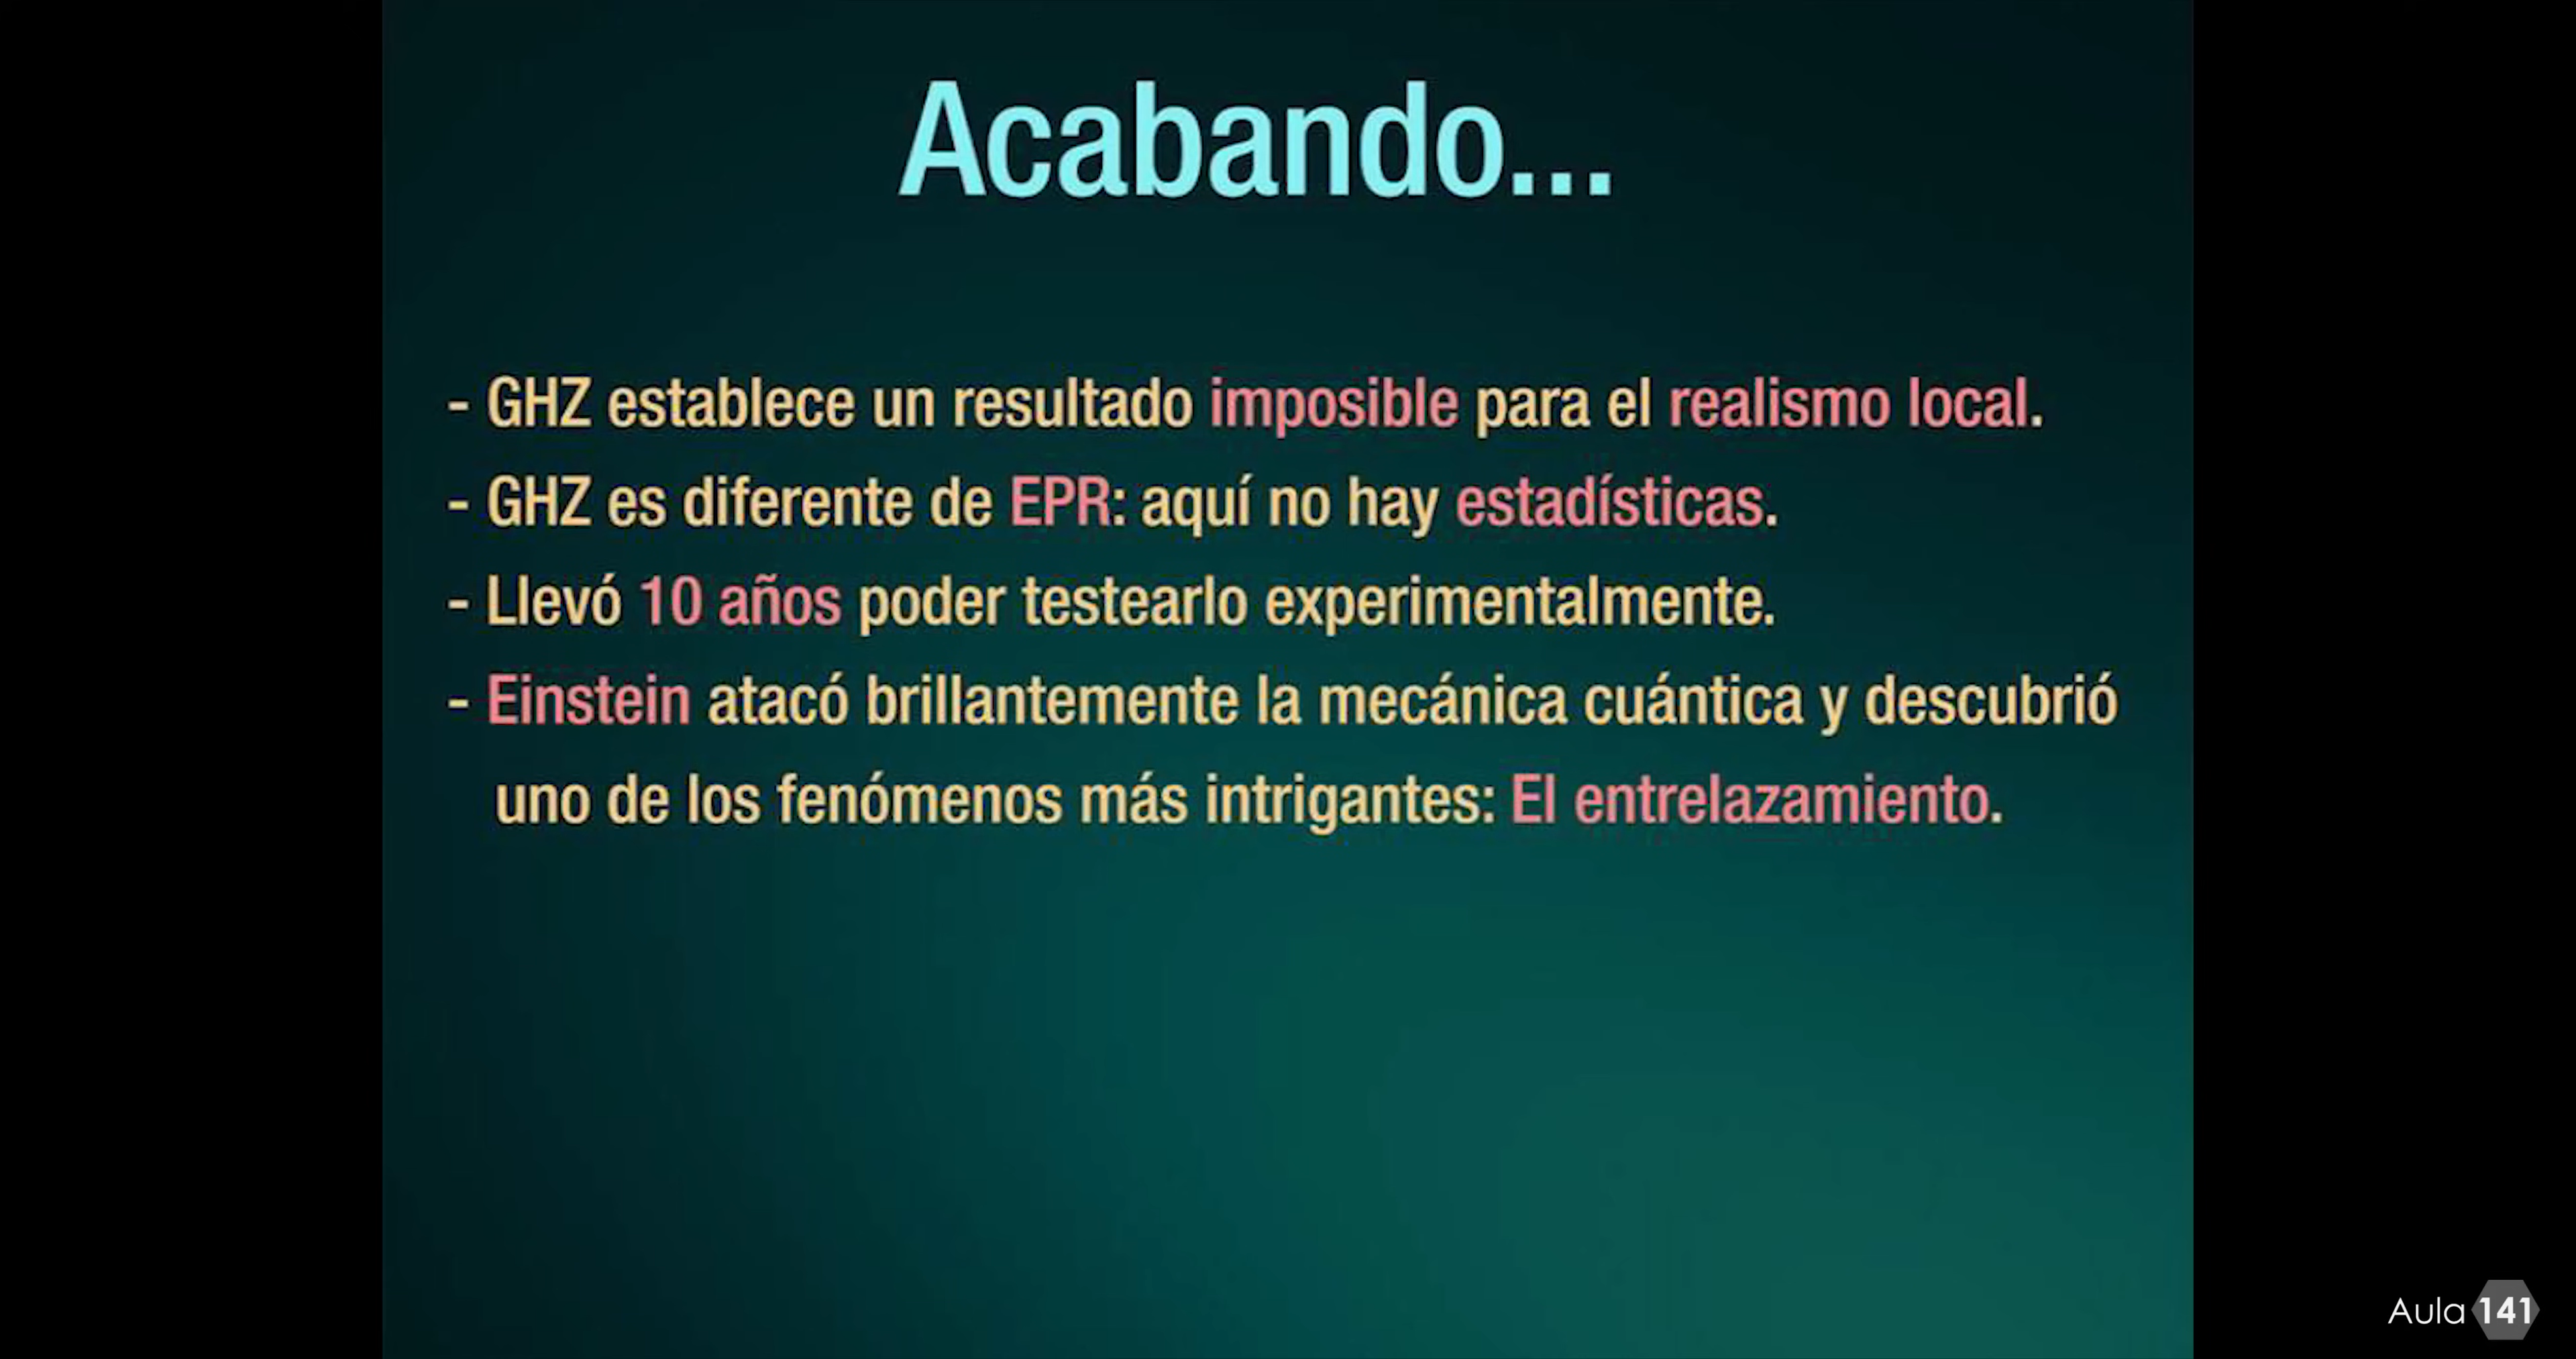 Acabando...
- GHZ establece un resultado imposible para el realismo local.
- GHZ es diferente de EPR: aquí no hay estadísticas.
- Llevó 10 años poder testearlo experimentalmente.
- Einstein atacó brillantemente la mecánica cuántica y descubrió
uno de los fenómenos más intrigantes: El entrelazamiento.
Aula 141